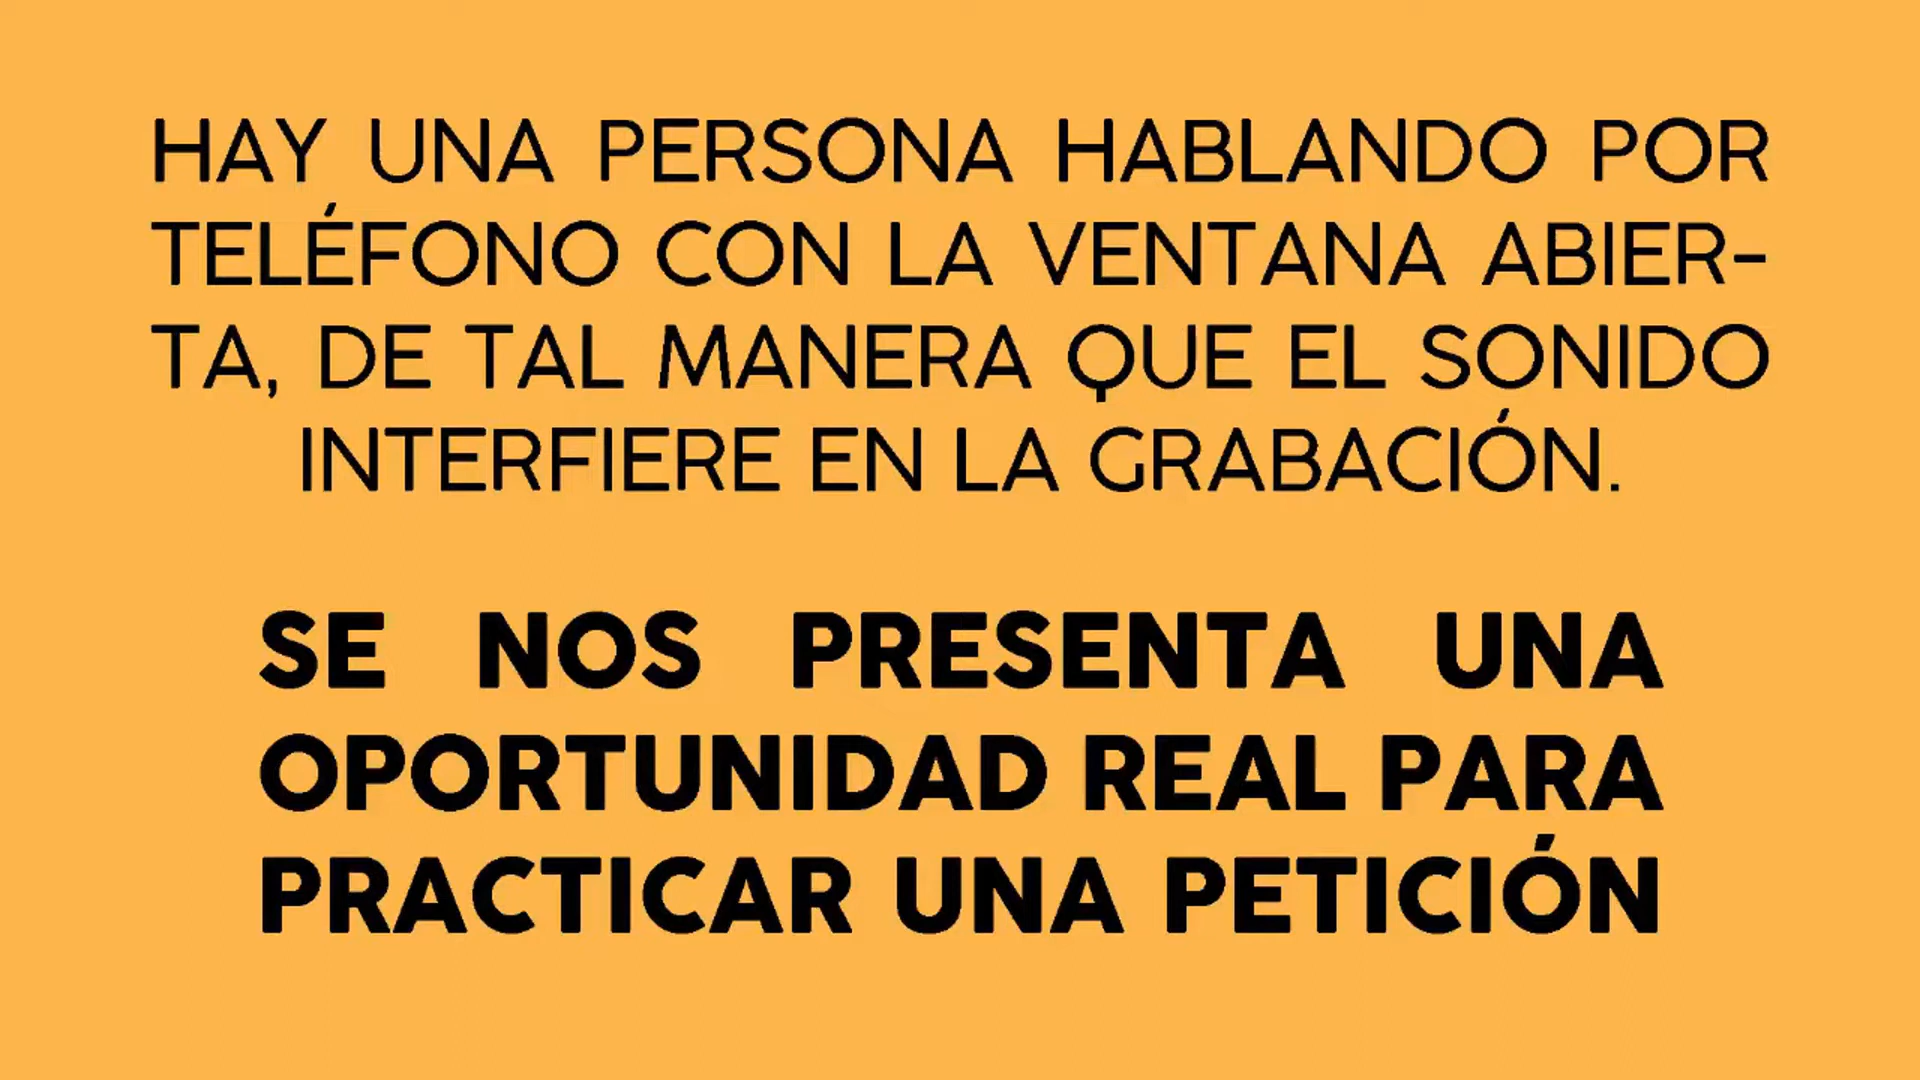 HAY UNA PERSONA HABLANDO POR
TELÉFONO CON LA VENTANA ABIER-
TA, DE TAL MANERA QUE EL SONIDO
INTERFIERE EN LA GRABACIÓN.
SE NOS PRESENTA UNA
OPORTUNIDAD REAL PARA
PRACTICAR UNA PETICIÓN